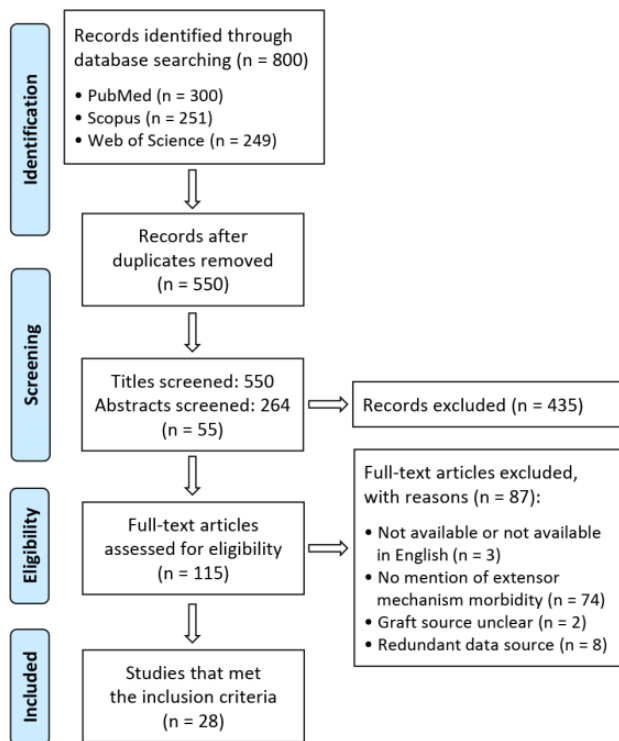 Identification
Records identified through
database searching (n = 800)
• PubMed (n = 300)
• Scopus (n = 251)
• Web of Science (n = 249)
Records after
duplicates removed
(n = 550)
Screening
Titles screened: 550
Abstracts screened: 264
(n = 55)
Records excluded (n = 435)
Eligibility
Full-text articles
assessed for eligibility
(n = 115)
Full-text articles excluded,
with reasons (n = 87):
• Not available or not available
in English (n = 3)
• No mention of extensor
mechanism morbidity (n = 74)
• Graft source unclear (n = 2)
• Redundant data source (n = 8)
Included
Studies that met
the inclusion criteria
(n = 28)